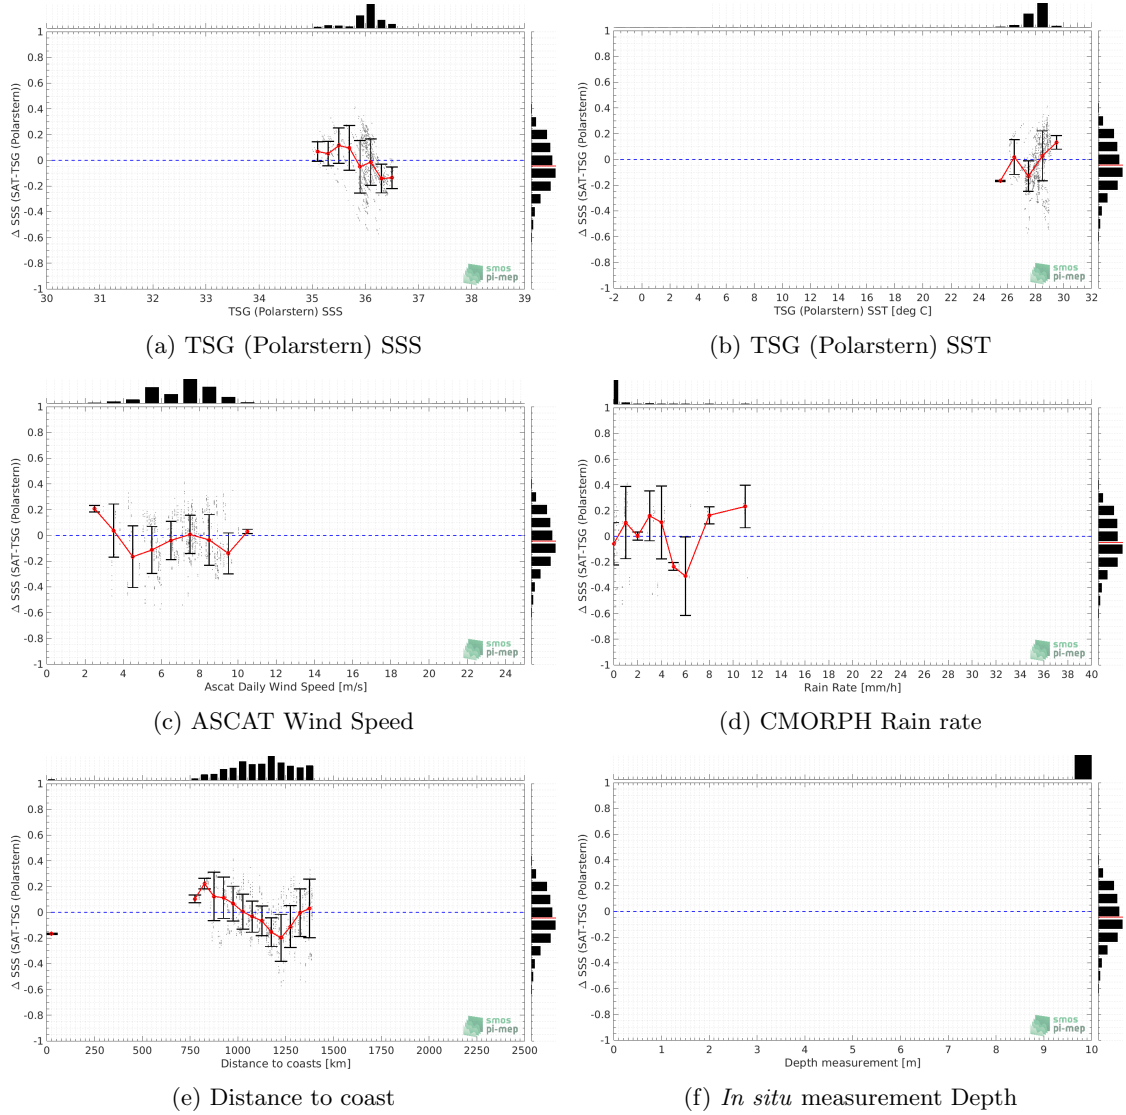 1
0.8
0.6
0.4
0.2
0
-0.2
-0.4
-0.6
-0.8
-1
Δ SSS (SAT-TSG (Polarstern))
30 31 32 33 34 35 36 37 38 39
TSG (Polarstern) SSS
smos
pi-mep
(a) TSG (Polarstern) SSS
1
0.8
0.6
0.4
0.2
0
-0.2
-0.4
-0.6
-0.8
-1
Δ SSS (SAT-TSG (Polarstern))
-2 0 2 4 6 8 10 12 14 16 18 20 22 24 26 28 30 32
TSG (Polarstern) SST [deg C]
smos
pi-mep
(b) TSG (Polarstern) SST
1
0.8
0.6
0.4
0.2
0
-0.2
-0.4
-0.6
-0.8
-1
Δ SSS (SAT-TSG (Polarstern))
0 2 4 6 8 10 12 14 16 18 20 22 24
Ascat Daily Wind Speed [m/s]
smos
pi-mep
(c) ASCAT Wind Speed
1
0.8
0.6
0.4
0.2
0
-0.2
-0.4
-0.6
-0.8
-1
Δ SSS (SAT-TSG (Polarstern))
0 2 4 6 8 10 12 14 16 18 20 22 24 26 28 30 32 34 36 38 40
Rain Rate [mm/h]
smos
pi-mep
(d) CMORPH Rain rate
1
0.8
0.6
0.4
0.2
0
-0.2
-0.4
-0.6
-0.8
-1
Δ SSS (SAT-TSG (Polarstern))
0 250 500 750 1000 1250 1500 1750 2000 2250 2500
Distance to coasts [km]
smos
pi-mep
(e) Distance to coast
1
0.8
0.6
0.4
0.2
0
-0.2
-0.4
-0.6
-0.8
-1
Δ SSS (SAT-TSG (Polarstern))
0 1 2 3 4 5 6 7 8 9 10
Depth measurement [m]
smos
pi-mep
(f) In situ measurement Depth